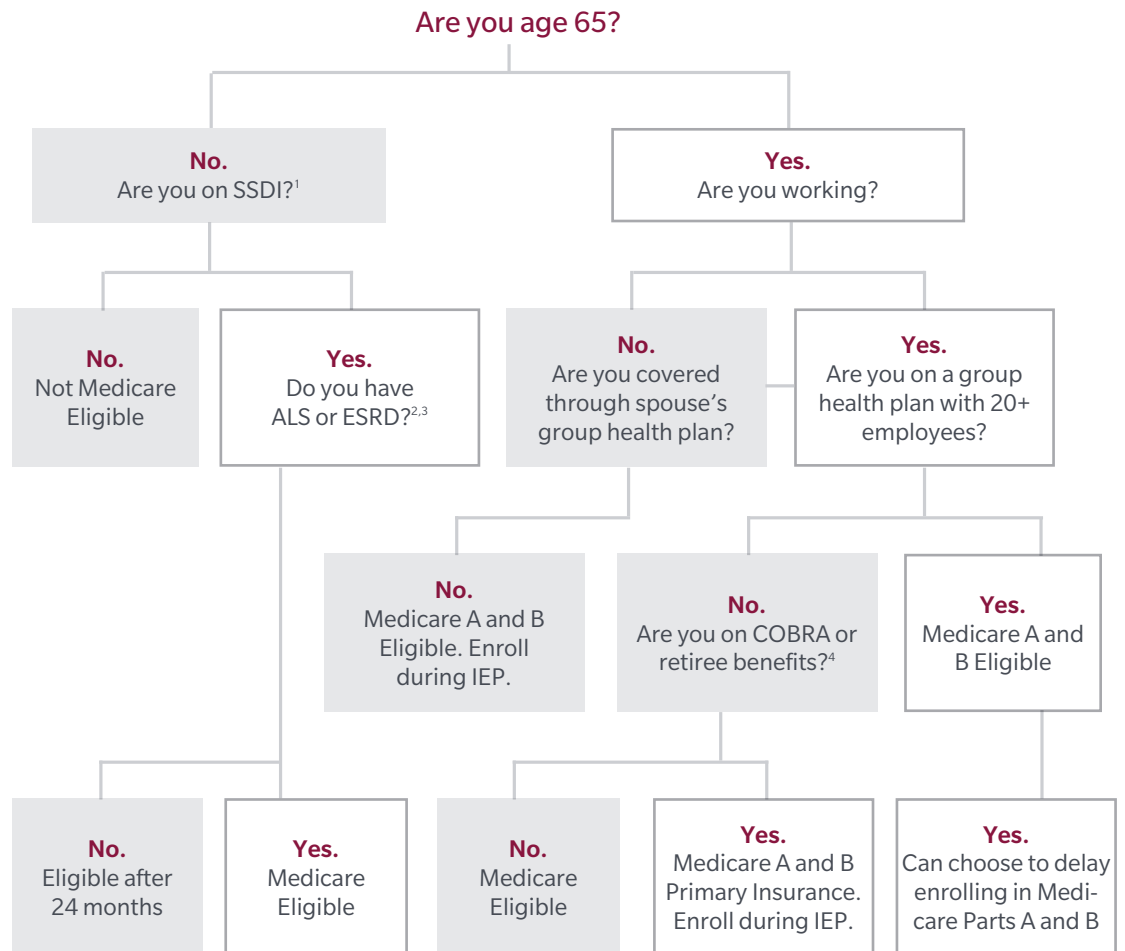 Are you age 65?
No.
Are you on SSDI?¹
Yes.
Are you working?
No.
Not Medicare
Eligible
Yes.
Do you have
ALS or ESRD?²,³
No.
Are you covered
through spouse’s
group health plan?
Yes.
Are you on a group
health plan with 20+
employees?
No.
Medicare A and B
Eligible. Enroll
during IEP.
No.
Are you on COBRA or
retiree benefits?⁴
Yes.
Medicare A and
B Eligible
No.
Eligible after
24 months
Yes.
Medicare
Eligible
No.
Medicare
Eligible
Yes.
Medicare A and B
Primary Insurance.
Enroll during IEP.
Yes.
Can choose to delay
enrolling in Medi-
care Parts A and B